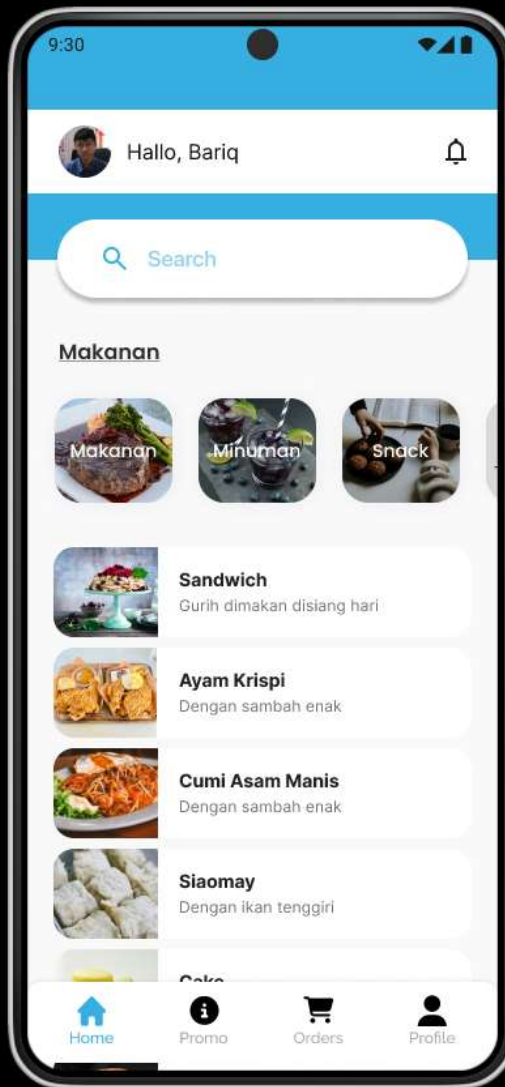 9:30
Hallo, Bariq
Search
Makanan
Makanan
Minuman
Snack
Sandwich
Gurih dimakan disiang hari
Ayam Krispi
Dengan sambah enak
Cumi Asam Manis
Dengan sambah enak
Siaomay
Dengan ikan tenggiri
Cake
Home
Promo
Orders
Profile